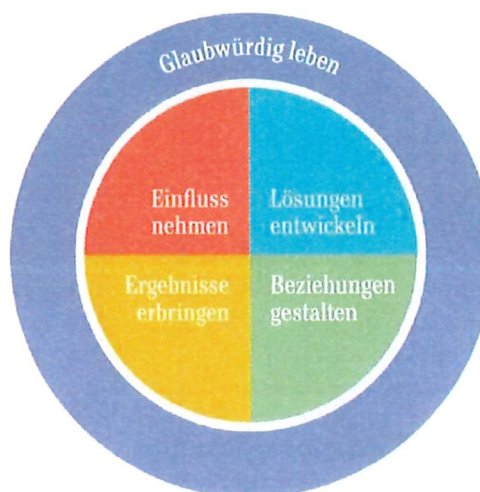 Glaubwürdig leben
Einfluss
nehmen
Lösungen
entwickeln
Ergebnisse
erbringen
Beziehungen
gestalten